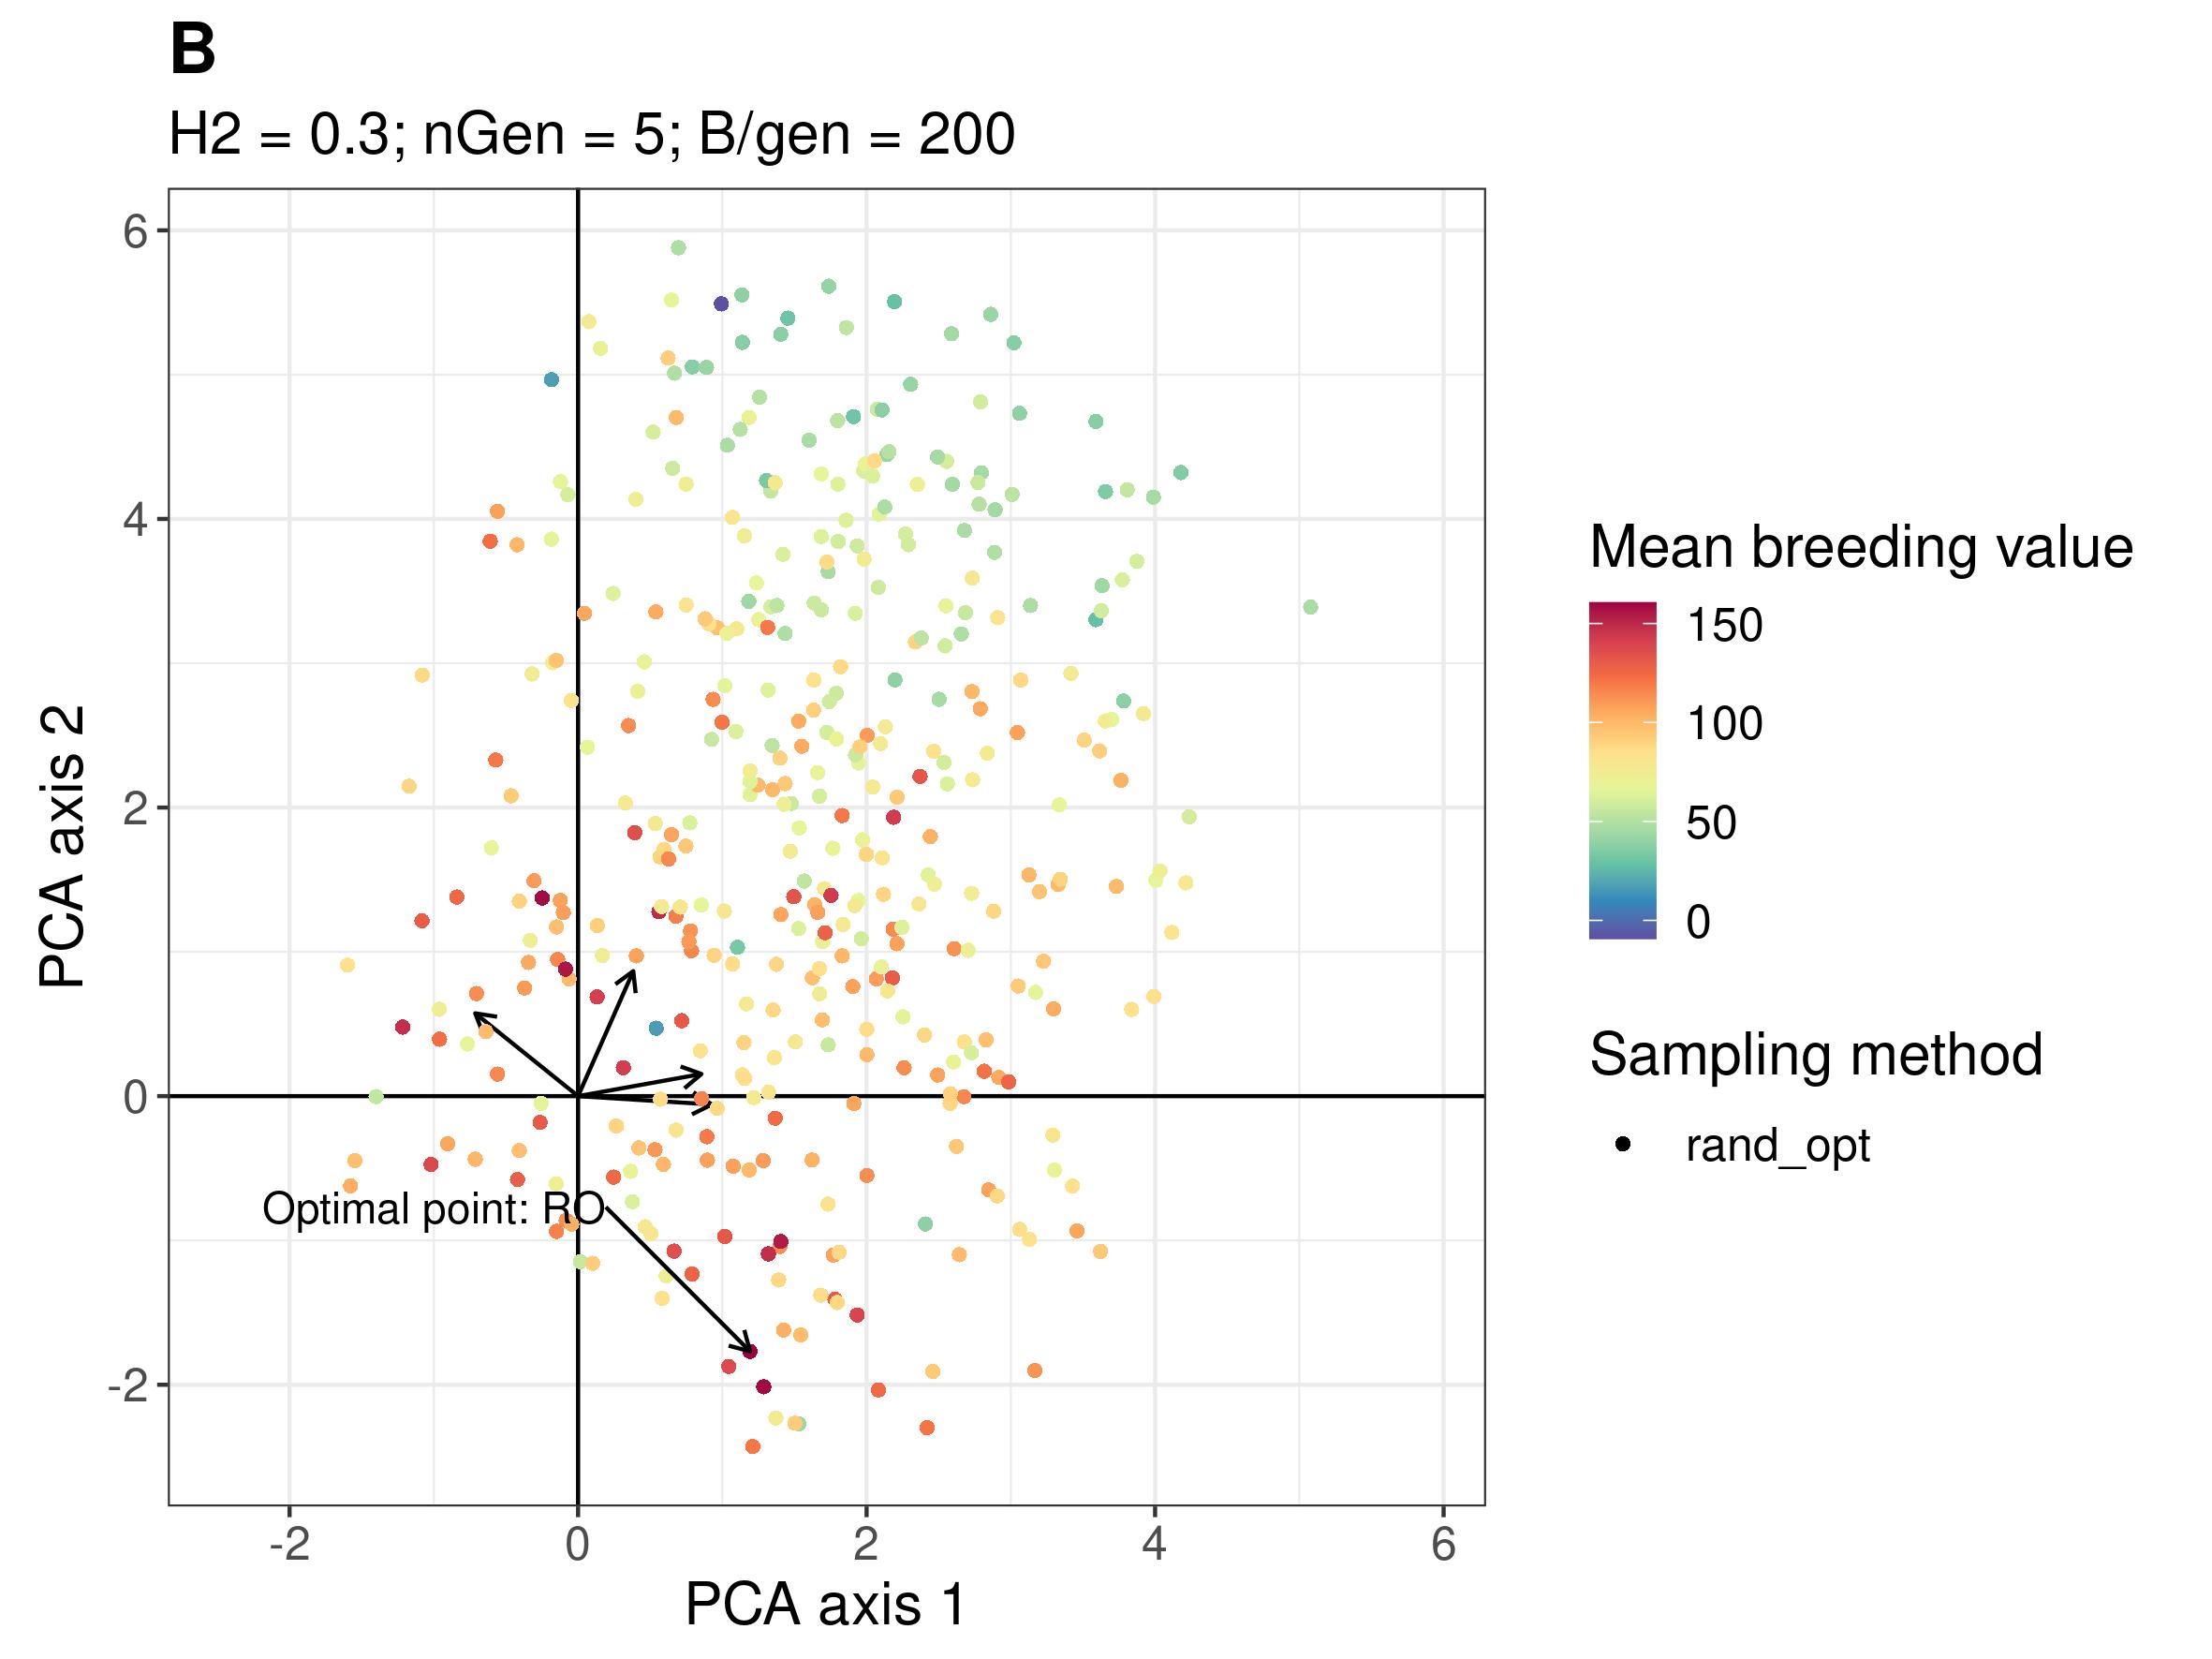 B
H2 = 0.3; nGen = 5; B/gen = 200
PCA axis 2
6
4
2
0
-2
Optimal point: RO
-2
0
2
4
6
PCA axis 1
Mean breeding value
150
100
50
0
Sampling method
rand_opt